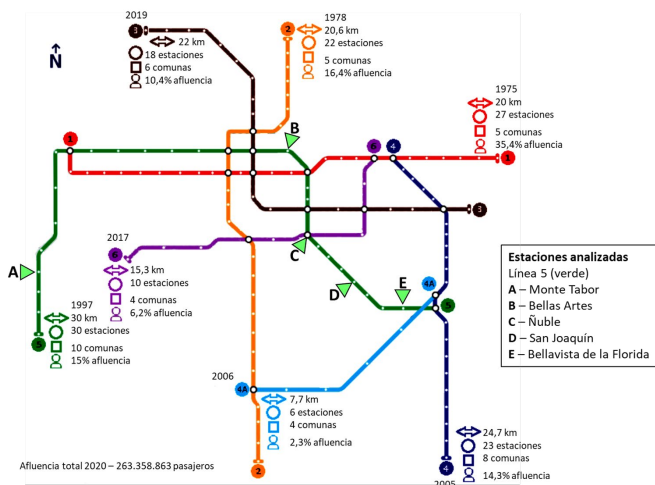 2019
3
22 km
18 estaciones
6 comunas
10,4% afluencia
N
1978
2
20,6 km
22 estaciones
5 comunas
16,4% afluencia
1975
20 km
27 estaciones
5 comunas
35,4% afluencia
B
1
6
4
1
3
A
2017
6
15,3 km
10 estaciones
4 comunas
6,2% afluencia
C
D
E
4A
5
Estaciones analizadas
Línea 5 (verde)
A – Monte Tabor
B – Bellas Artes
C – Ñuble
D – San Joaquín
E – Bellavista de la Florida
1997
30 km
30 estaciones
10 comunas
15% afluencia
5
2006
4A
7,7 km
6 estaciones
4 comunas
2,3% afluencia
2
24,7 km
23 estaciones
8 comunas
14,3% afluencia
4
2005
Afluencia total 2020 – 263.358.863 pasajeros